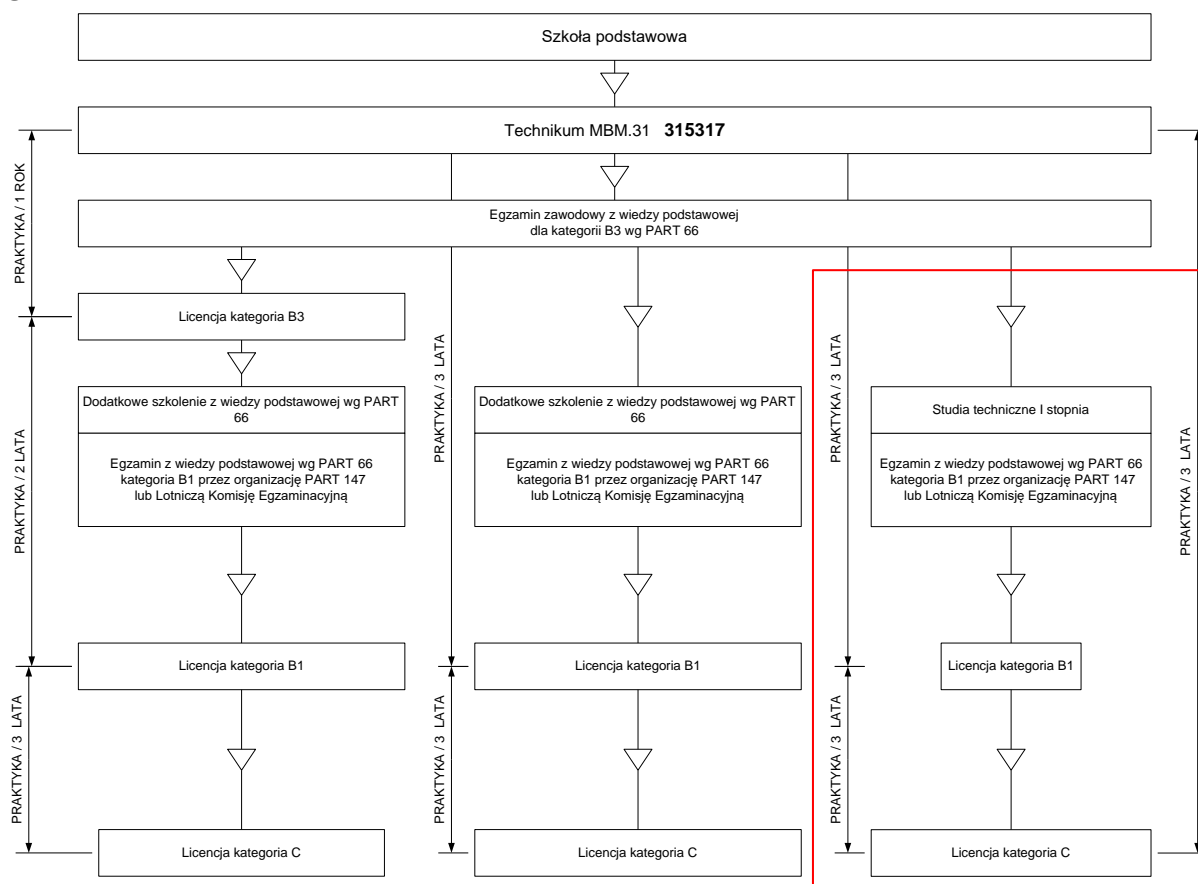 Szkoła podstawowa
Technikum MBM.31 315317
PRAKTYKA / 1 ROK
Egzamin zawodowy z wiedzy podstawowej
dla kategorii B3 wg PART 66
Licencja kategoria B3
PRAKTYKA / 2 LATA
Dodatkowe szkolenie z wiedzy podstawowej wg PART
66
Egzamin z wiedzy podstawowej wg PART 66
kategoria B1 przez organizację PART 147
lub Lotniczą Komisję Egzaminacyjną
PRAKTYKA / 3 LATA
Dodatkowe szkolenie z wiedzy podstawowej wg PART
66
Egzamin z wiedzy podstawowej wg PART 66
kategoria B1 przez organizację PART 147
lub Lotniczą Komisję Egzaminacyjną
PRAKTYKA / 3 LATA
Studia techniczne I stopnia
Egzamin z wiedzy podstawowej wg PART 66
kategoria B1 przez organizację PART 147
lub Lotniczą Komisję Egzaminacyjną
PRAKTYKA / 3 LATA
Licencja kategoria B1
Licencja kategoria B1
Licencja kategoria B1
PRAKTYKA / 3 LATA
PRAKTYKA / 3 LATA
PRAKTYKA / 3 LATA
Licencja kategoria C
Licencja kategoria C
Licencja kategoria C